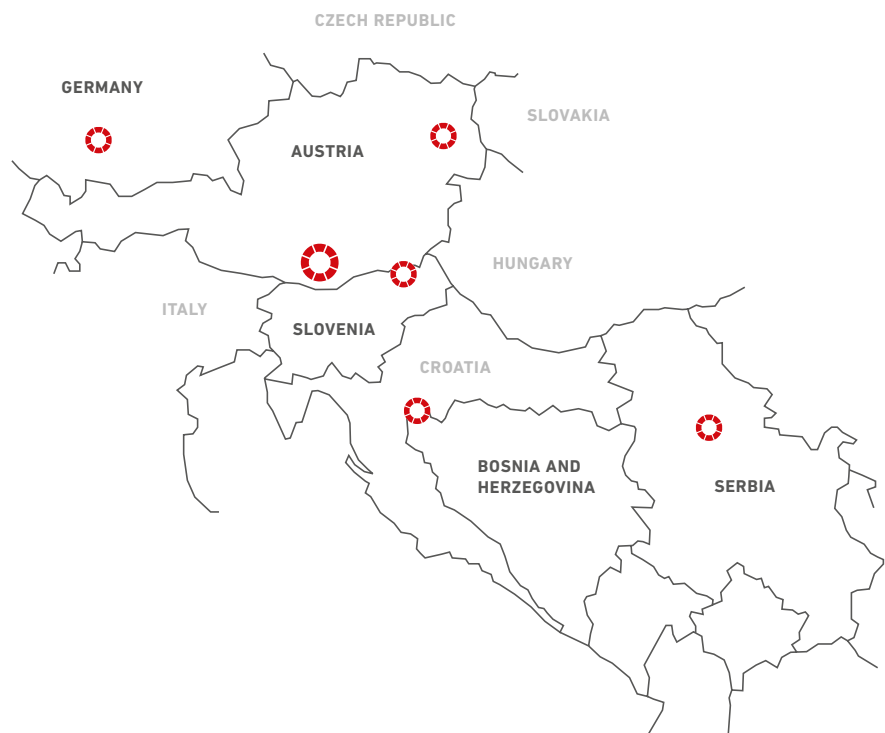 CZECH REPUBLIC
GERMANY
SLOVAKIA
AUSTRIA
HUNGARY
ITALY
SLOVENIA
CROATIA
BOSNIA AND
HERZEGOVINA
SERBIA